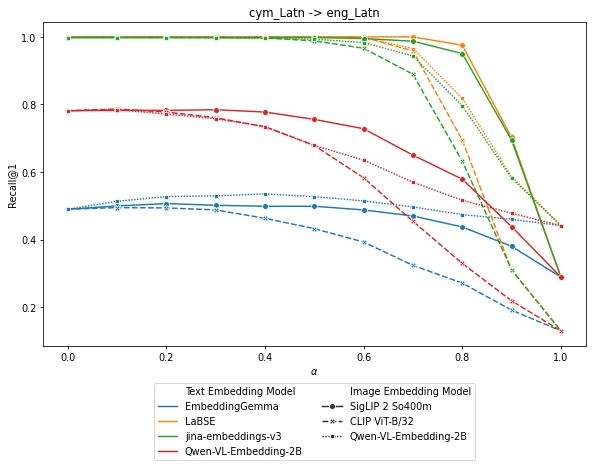 cym_Latn -> eng_Latn
Recall@1
1.0
0.8
0.6
0.4
0.2
0.0 0.2 0.4 0.6 0.8 1.0
α
Text Embedding Model Image Embedding Model
EmbeddingGemma SigLIP 2 So400m
LaBSE CLIP ViT-B/32
jina-embeddings-v3 Qwen-VL-Embedding-2B
Qwen-VL-Embedding-2B